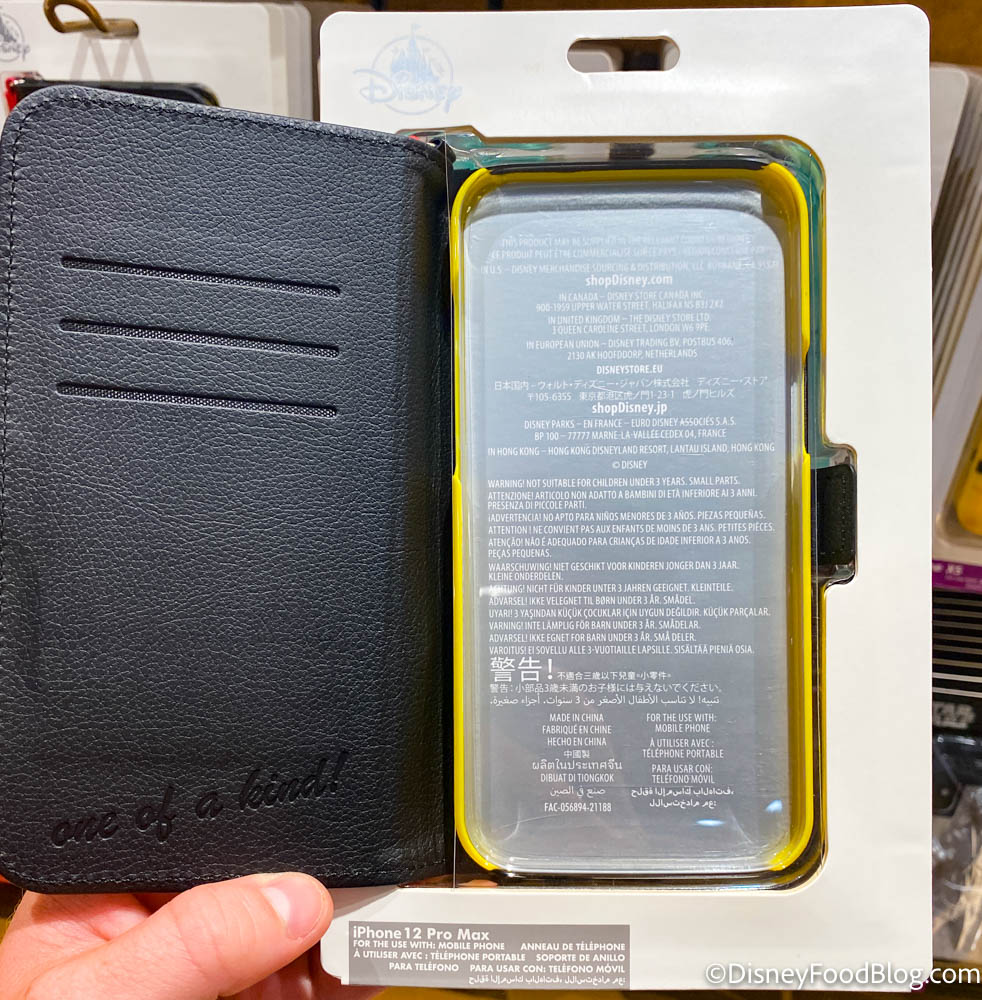 Disney
THIS PRODUCT MAY BE SUPPLIED IN THE
CE PRODUIT PEUT ÊTRE COMMERCIALISÉ
IN U.S. – DISNEY MERCHANDISE SOURCING & DISTRIBUTION, LLC
shopDisney.com
IN CANADA – DISNEY STORE CANADA INC.
900-1959 UPPER WATER STREET, HALIFAX NS B3J 2X2
IN UNITED KINGDOM – THE DISNEY STORE LTD.
3 QUEEN CAROLINE STREET, LONDON W6 9PE.
IN EUROPEAN UNION – DISNEY TRADING BV, POSTBUS 406,
2130 AK HOOFDDORP, NETHERLANDS
DISNEYSTORE.EU
日本国内 – ウォルト・ディズニー・ジャパン株式会社 ディズニー・ストア
〒105-6355 東京都港区虎ノ門1-23-1 虎ノ門ヒルズ
shopDisney.jp
DISNEY PARKS – EN FRANCE – EURO DISNEY ASSOCIÉS S.A.S.
BP 100 – 77777 MARNE-LA-VALLÉE CEDEX 04, FRANCE
IN HONG KONG – HONG KONG DISNEYLAND RESORT, LANTAU ISLAND, HONG KONG
© DISNEY
WARNING! NOT SUITABLE FOR CHILDREN UNDER 3 YEARS. SMALL PARTS.
ATTENZIONE! ARTICOLO NON ADATTO A BAMBINI DI ETÀ INFERIORE AI 3 ANNI.
PRESENZA DI PICCOLE PARTI.
¡ADVERTENCIA! NO APTO PARA NIÑOS MENORES DE 3 AÑOS. PIEZAS PEQUEÑAS.
ATTENTION ! NE CONVIENT PAS AUX ENFANTS DE MOINS DE 3 ANS. PETITES PIÈCES.
ATENÇÃO! NÃO É ADEQUADO PARA CRIANÇAS DE IDADE INFERIOR A 3 ANOS.
PEÇAS PEQUENAS.
WAARSCHUWING! NIET GESCHIKT VOOR KINDEREN JONGER DAN 3 JAAR.
KLEINE ONDERDELEN.
ACHTUNG! NICHT FÜR KINDER UNTER 3 JAHREN GEEIGNET. KLEINTEILE.
ADVARSEL! IKKE VELEGNET TIL BØRN UNDER 3 ÅR. SMÅDEL.
UYARI! 3 YAŞINDAN KÜÇÜK ÇOCUKLAR İÇİN UYGUN DEĞİLDİR. KÜÇÜK PARÇALAR.
VARNING! INTE LÄMPLIG FÖR BARN UNDER 3 ÅR. SMÅDELAR.
ADVARSEL! IKKE EGNET FOR BARN UNDER 3 ÅR. SMÅ DELER.
VAROITUS! EI SOVELLU ALLE 3-VUOTIAILLE LAPSILLE. SISÄLTÄÄ PIENIÄ OSIA.
警告! 不適合三歲以下兒童•小零件•
警告：小部品3歳未満のお子様には与えないでください。
تنبيه! لا تناسب الأطفال الأصغر من 3 سنوات. أجزاء صغيرة.
MADE IN CHINA
FABRIQUÉ EN CHINE
HECHO EN CHINA
中國製
ผลิตในประเทศจีน
DIBUAT DI TIONGKOK
صنع في الصين
FAC-056894-21188
FOR THE USE WITH:
MOBILE PHONE
À UTILISER AVEC :
TÉLÉPHONE PORTABLE
PARA USAR CON:
TELÉFONO MÓVIL
حلقة الإمساك بالهاتف،
للاستخدام مع:
one of a kind!
iPhone 12 Pro Max
FOR THE USE WITH: MOBILE PHONE ANNEAU DE TÉLÉPHONE
À UTILISER AVEC : TÉLÉPHONE PORTABLE SOPORTE DE ANILLO
PARA TELÉFONO PARA USAR CON: TELÉFONO MÓVIL
حلقة الإمساك بالهاتف، للاستخدام مع:
XS
STAR
©DisneyFoodBlog.com